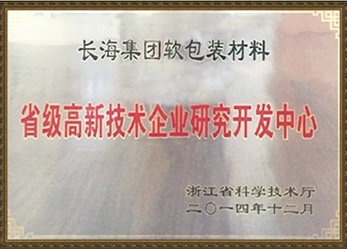 长海集团软包装材料
省级高新技术企业研究开发中心
浙江省科学技术厅
二〇一四年十二月